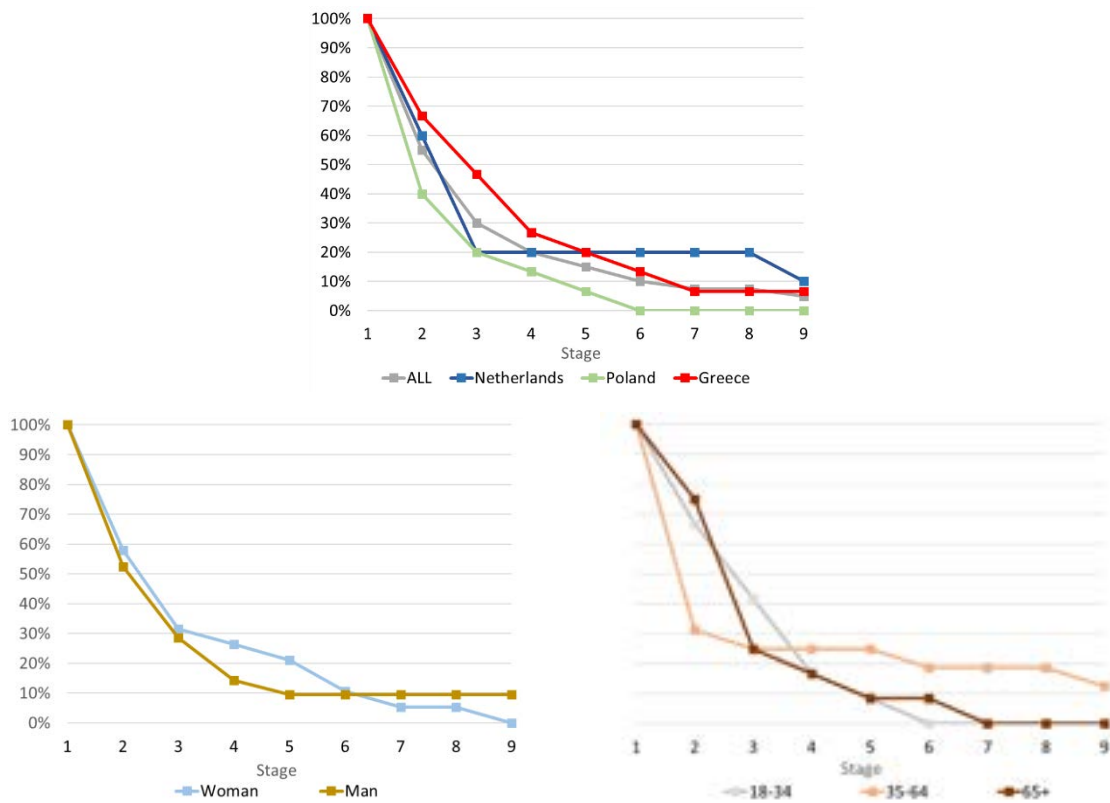 100%
90%
80%
70%
60%
50%
40%
30%
20%
10%
0%
1 2 3 4 5 6 7 8 9
Stage
ALL Netherlands Poland Greece
100%
90%
80%
70%
60%
50%
40%
30%
20%
10%
0%
1 2 3 4 5 6 7 8 9
Stage
Woman Man
1 2 3 4 5 6 7 8 9
Stage
18-34 35-64 65+